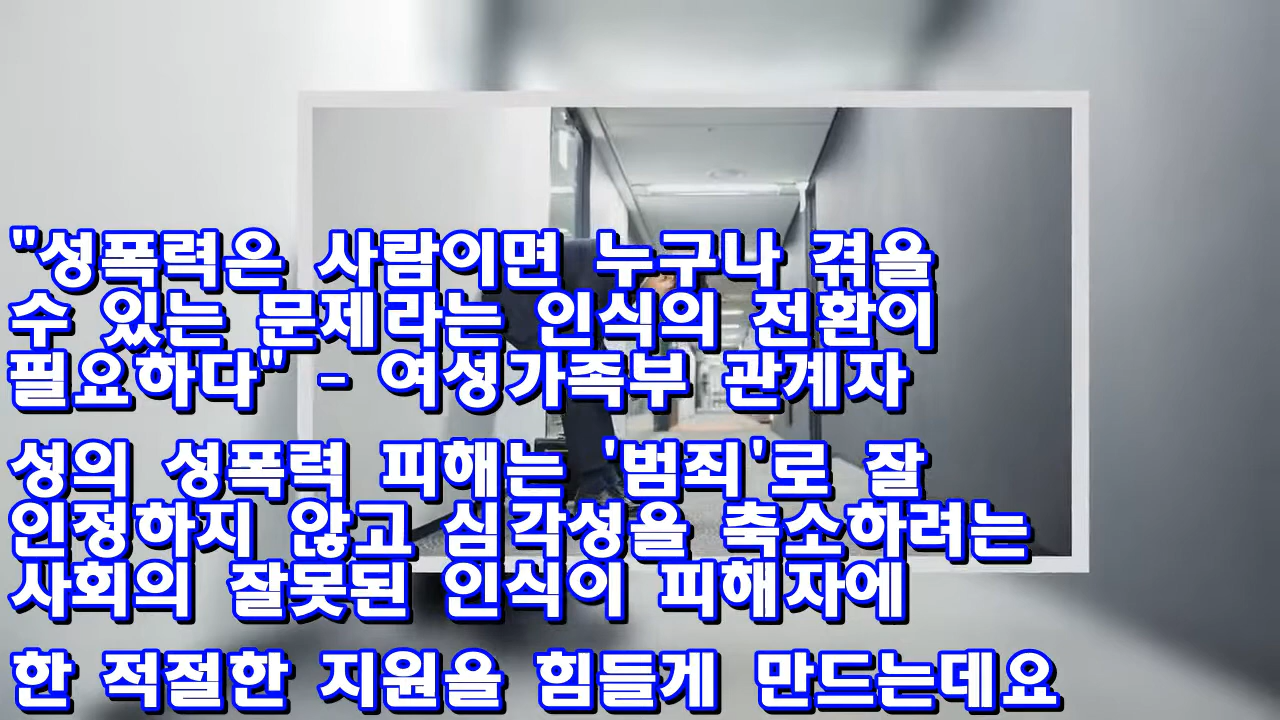 "성폭력은 사람이면 누구나 겪을
수 있는 문제라는 인식의 전환이
필요하다" - 여성가족부 관계자
성의 성폭력 피해는 '범죄'로 잘
인정하지 않고 심각성을 축소하려는
사회의 잘못된 인식이 피해자에
한 적절한 지원을 힘들게 만드는데요